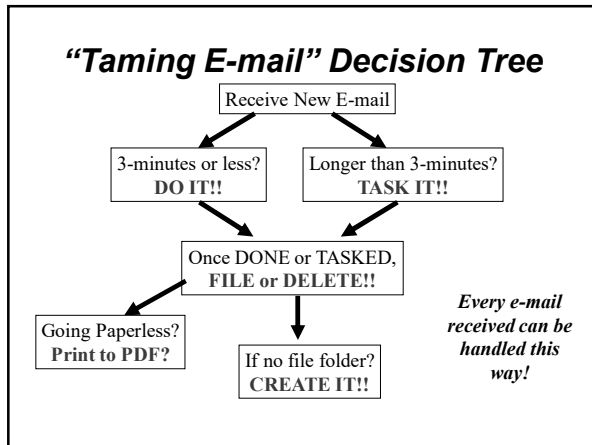 “Taming E-mail” Decision Tree
Receive New E-mail
3-minutes or less?
DO IT!!
Longer than 3-minutes?
TASK IT!!
Once DONE or TASKED,
FILE or DELETE!!
Going Paperless?
Print to PDF?
If no file folder?
CREATE IT!!
Every e-mail
received can be
handled this
way!